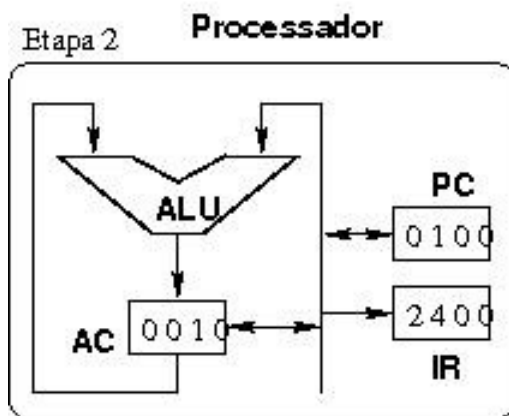 Processador
Etapa 2
ALU
PC
0100
AC
0010
2400
IR